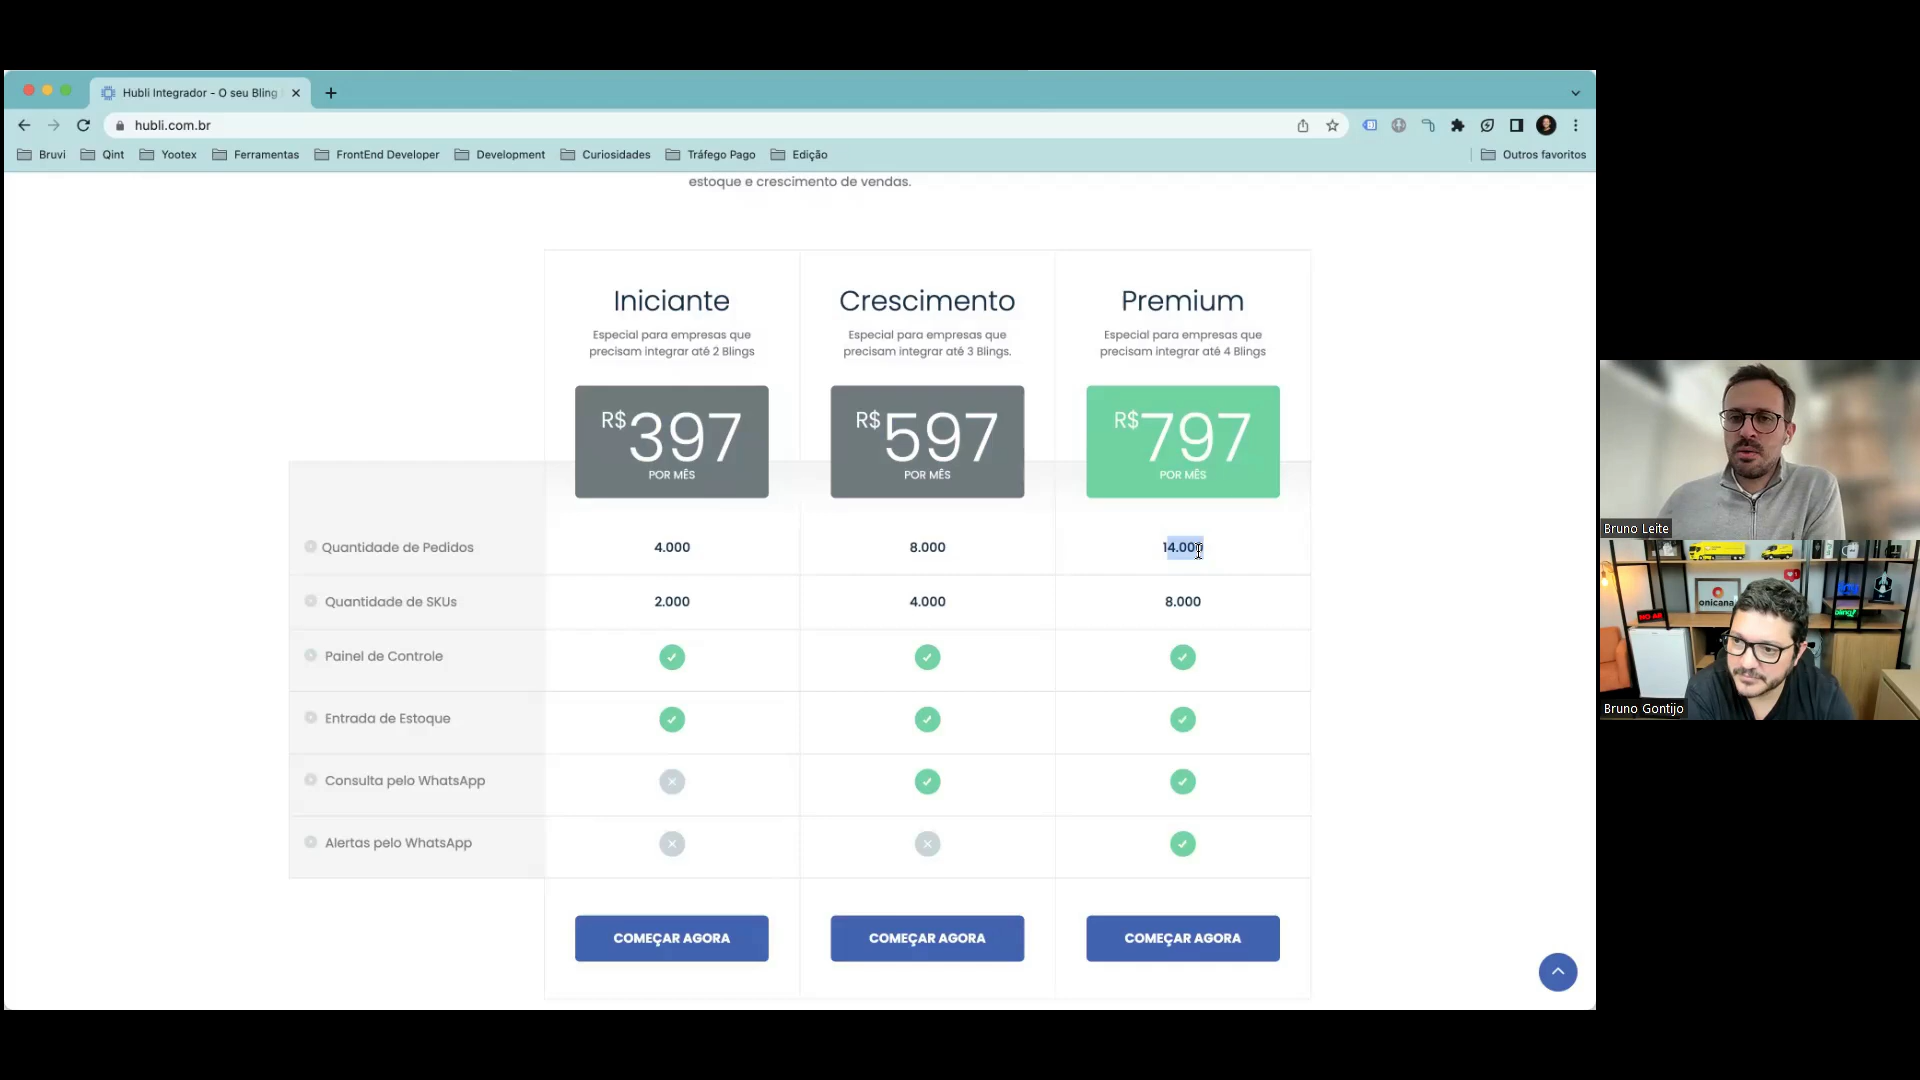 Hubli Integrador - O seu Bling
hubli.com.br
Bruvi
Qint
Yootex
Ferramentas
FrontEnd Developer
Development
Curiosidades
Tráfego Pago
Edição
Outros favoritos
estoque e crescimento de vendas.
Iniciante
Especial para empresas que
precisam integrar até 2 Blings
R$397
POR MÊS
Crescimento
Especial para empresas que
precisam integrar até 3 Blings.
R$597
POR MÊS
Premium
Especial para empresas que
precisam integrar até 4 Blings
R$797
POR MÊS
Quantidade de Pedidos 4.000 8.000 14.000
Quantidade de SKUs 2.000 4.000 8.000
Painel de Controle
Entrada de Estoque
Consulta pelo WhatsApp
Alertas pelo WhatsApp
COMEÇAR AGORA COMEÇAR AGORA COMEÇAR AGORA
Bruno Leite
onicana
NO AR
bling!
Bruno Gontijo